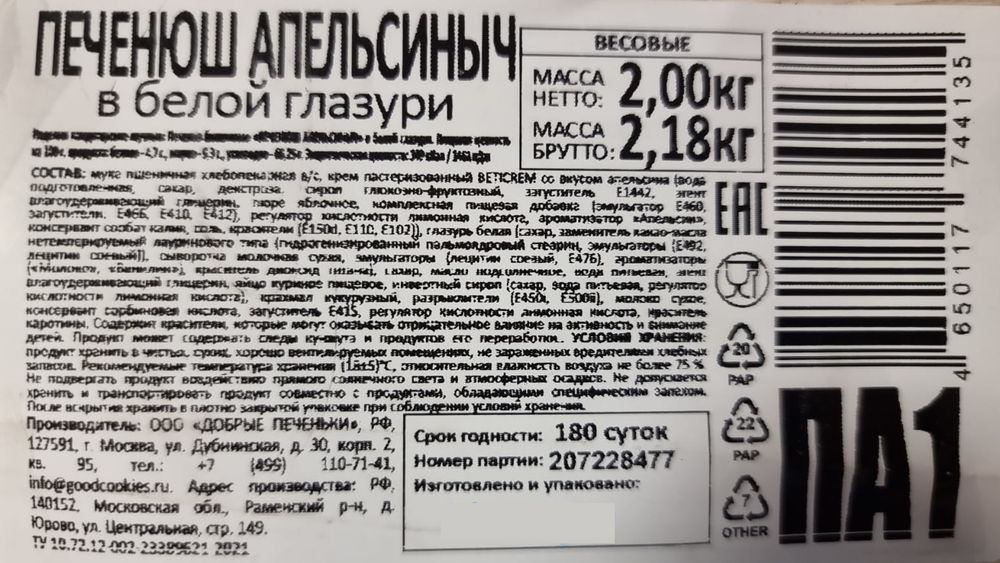 ПЕЧЕНЮШ АПЕЛЬСИНЫЧ
в белой глазури
ВЕСОВЫЕ
МАССА НЕТТО: 2,00кг
МАССА БРУТТО: 2,18кг
СОСТАВ: мука пшеничная хлебопекарная в/с, крем пастеризованный BETICREM со вкусом апельсина (вода
подготовленная, сахар, декстроза, сироп глюкозно-фруктозный, загуститель Е1442, агент
влагоудерживающий глицерин, пюре яблочное, комплексная пищевая добавка (эмульгатор Е460,
загустители: Е466, Е410, Е412), регулятор кислотности лимонная кислота, ароматизатор «Апельсин»,
консервант сорбат калия, соль, красители (Е150d, Е110, Е102)), глазурь белая (сахар, заменитель какао-масла
нетемперируемый лауринового типа (гидрогенизированный пальмоядровый стеарин, эмульгаторы (Е492,
лецитин соевый)), сыворотка молочная сухая, эмульгаторы (лецитин соевый, Е476), ароматизаторы
(«Молоко», «Ванилин»), краситель диоксид титана), сахар, масло подсолнечное, вода питьевая, агент
влагоудерживающий глицерин, яйцо куриное пищевое, инвертный сироп (сахар, вода питьевая, регулятор
кислотности лимонная кислота), крахмал кукурузный, разрыхлители (Е450i, Е500ii), молоко сухое,
консервант сорбиновая кислота, загуститель Е415, регулятор кислотности лимонная кислота, краситель
каротины. Содержит красители, которые могут оказывать отрицательное влияние на активность и внимание
детей. Продукт может содержать следы кунжута и продуктов его переработки. УСЛОВИЯ ХРАНЕНИЯ:
продукт хранить в чистых, сухих, хорошо вентилируемых помещениях, не зараженных вредителями хлебных
запасов. Рекомендуемые температура хранения (18±5)°С, относительная влажность воздуха не более 75 %
Не подвергать продукт воздействию прямого солнечного света и атмосферных осадков. Не допускается
хранить и транспортировать продукт совместно с продуктами, обладающими специфическим запахом.
После вскрытия хранить в плотно закрытой упаковке при соблюдении условий хранения.
Производитель: ООО «ДОБРЫЕ ПЕЧЕНЬКИ», РФ,
127591, г. Москва, ул. Дубнинская, д. 30, корп. 2,
кв. 95, тел.: +7 (499) 110-71-41,
info@goodcookies.ru. Адрес производства: РФ,
140152, Московская обл., Раменский р-н, д.
Юрово, ул. Центральная, стр. 149.
ТУ 10.72.12-002-23389621-2021
Срок годности: 180 суток
Номер партии: 207228477
Изготовлено и упаковано:
EAC
20
PAP
22
PAP
7
OTHER
4 650117 744135
ПА1